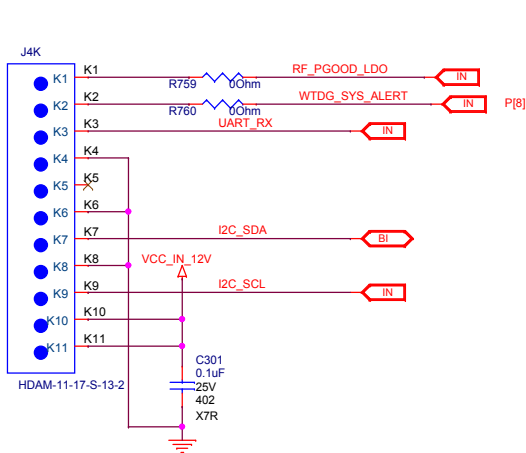 J4K
K1 K1 R759 0Ohm RF_PGOOD_LDO IN
K2 K2 R760 0Ohm WTDG_SYS_ALERT IN P[8]
K3 K3 UART_RX IN
K4 K4
K5 K5
K6 K6
K7 K7 I2C_SDA BI
K8 K8 VCC_IN_12V
K9 K9 I2C_SCL IN
K10 K10
K11 K11
HDAM-11-17-S-13-2
C301
0.1uF
25V
402
X7R